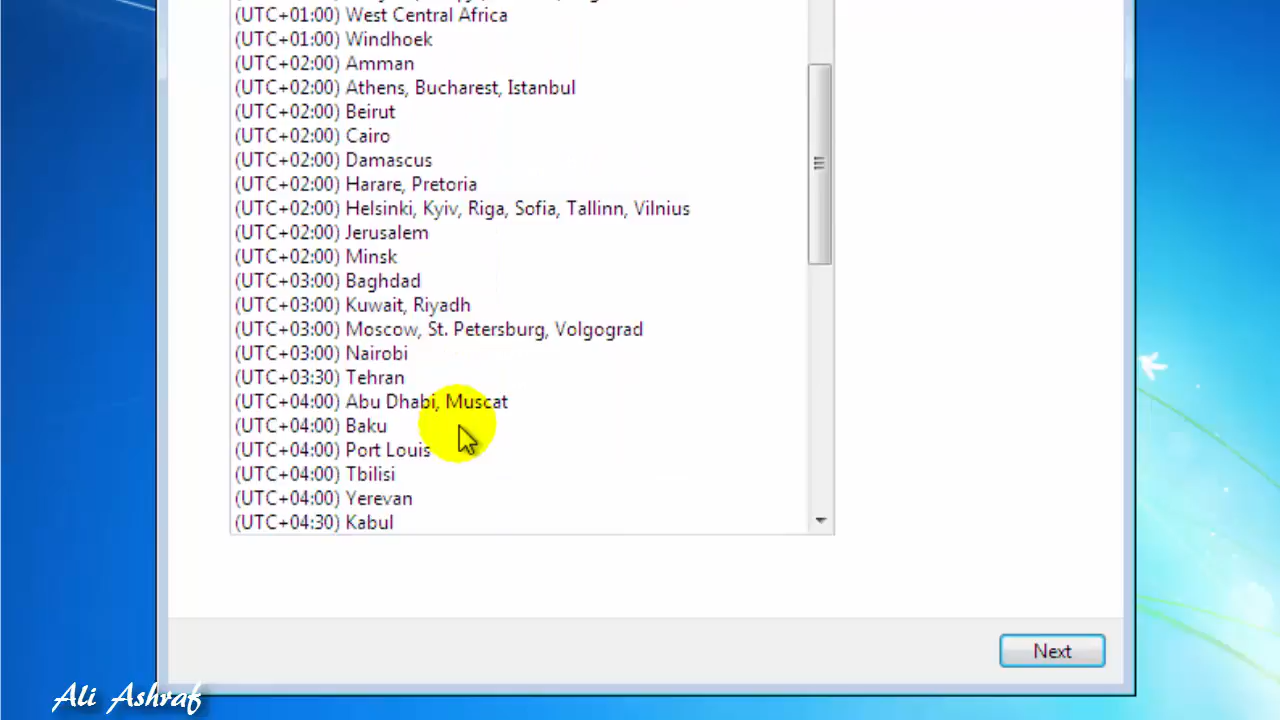 (UTC+01:00) West Central Africa
(UTC+01:00) Windhoek
(UTC+02:00) Amman
(UTC+02:00) Athens, Bucharest, Istanbul
(UTC+02:00) Beirut
(UTC+02:00) Cairo
(UTC+02:00) Damascus
(UTC+02:00) Harare, Pretoria
(UTC+02:00) Helsinki, Kyiv, Riga, Sofia, Tallinn, Vilnius
(UTC+02:00) Jerusalem
(UTC+02:00) Minsk
(UTC+03:00) Baghdad
(UTC+03:00) Kuwait, Riyadh
(UTC+03:00) Moscow, St. Petersburg, Volgograd
(UTC+03:00) Nairobi
(UTC+03:30) Tehran
(UTC+04:00) Abu Dhabi, Muscat
(UTC+04:00) Baku
(UTC+04:00) Port Louis
(UTC+04:00) Tbilisi
(UTC+04:00) Yerevan
(UTC+04:30) Kabul
Next
Ali Ashraf